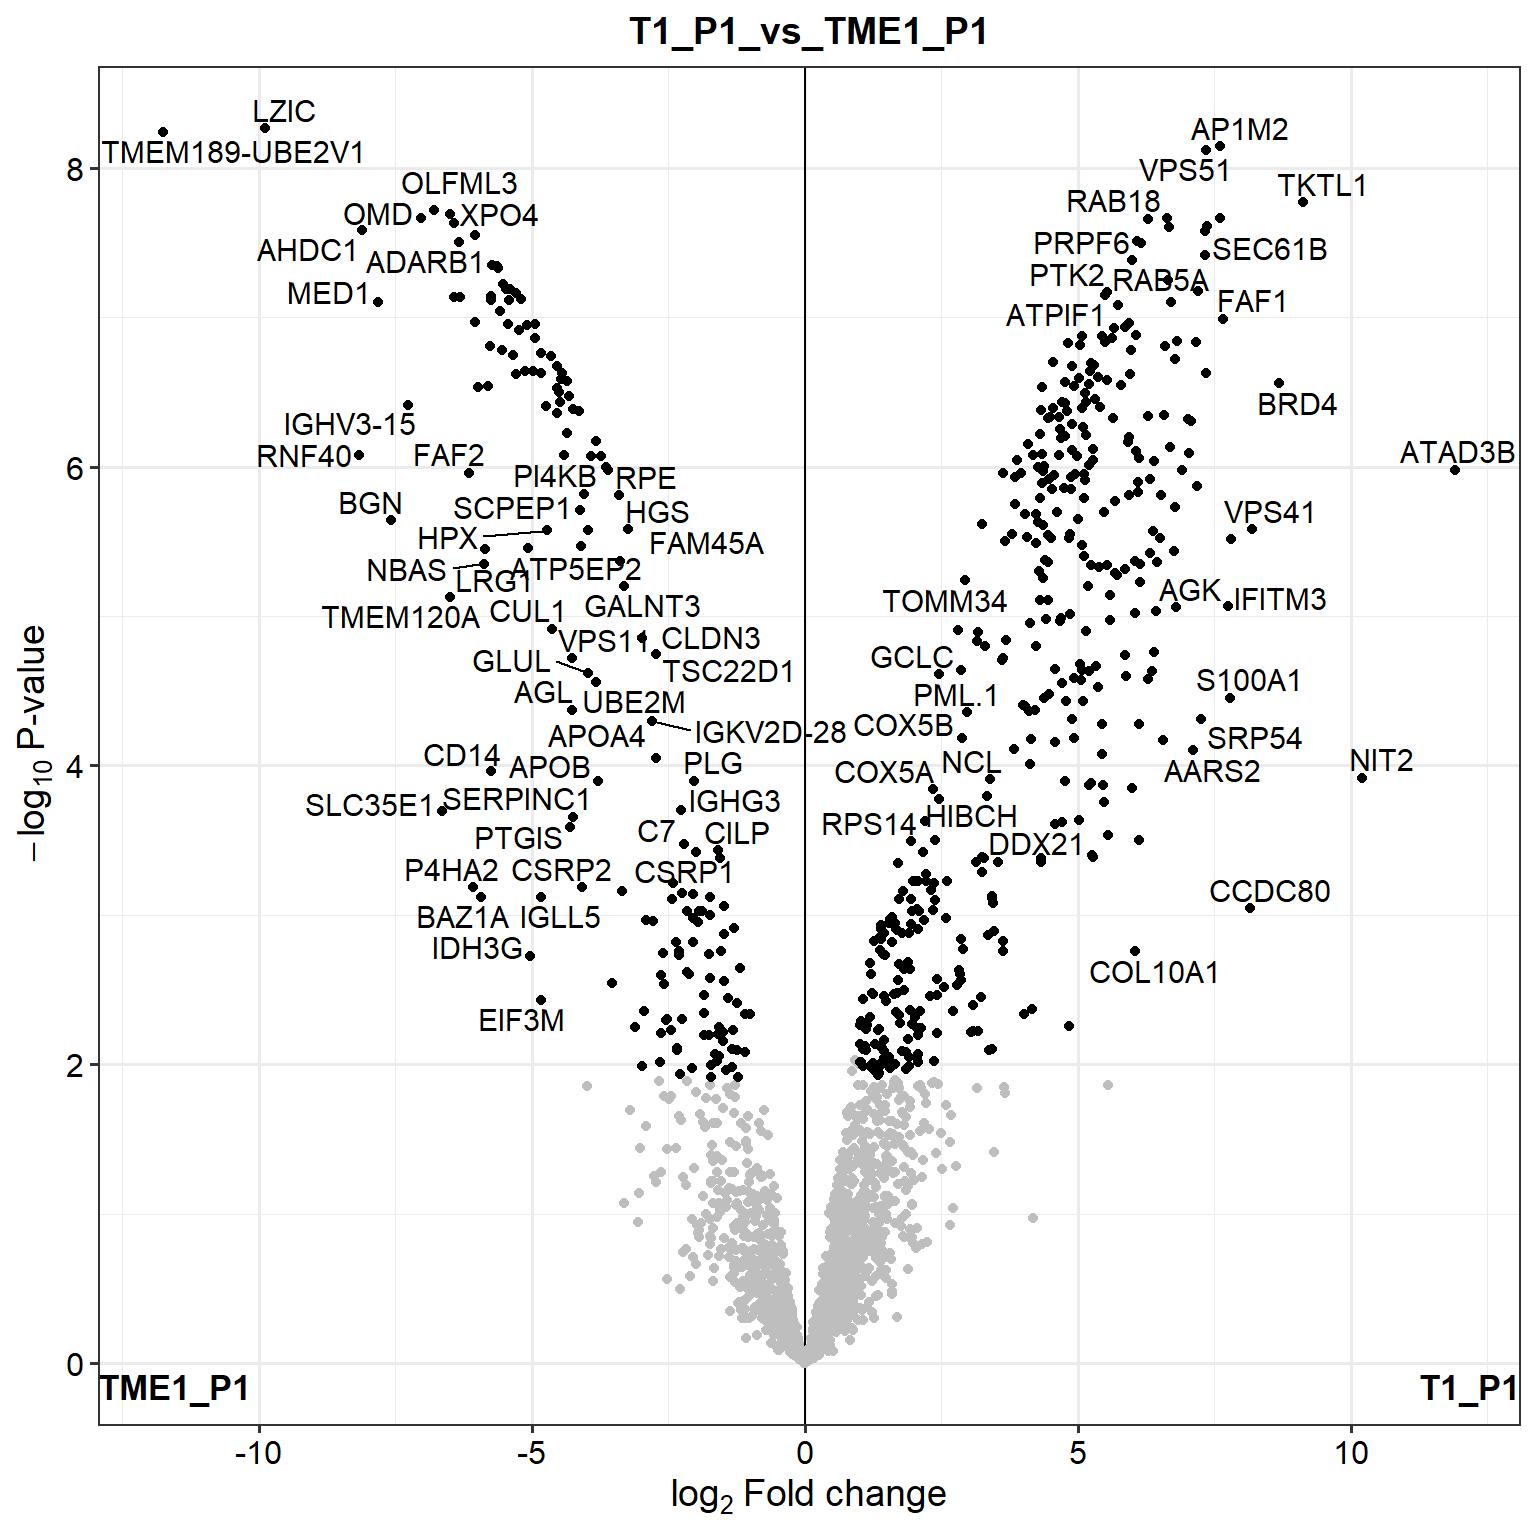 T1_P1_vs_TME1_P1
LZIC
TMEM189-UBE2V1
AP1M2
VPS51
TKTL1
OLFML3
OMD
XPO4
RAB18
AHDC1
ADARB1
PRPF6
SEC61B
MED1
PTK2
RAB5A
FAF1
ATPIF1
IGHV3-15
BRD4
RNF40
FAF2
ATAD3B
PI4KB
RPE
BGN
SCPEP1
HGS
VPS41
HPX
FAM45A
NBAS
LRG1
ATP5EP2
AGK
IFITM3
TMEM120A
CUL1
GALNT3
TOMM34
VPS11
CLDN3
GLUL
TSC22D1
GCLC
S100A1
AGL
UBE2M
PML.1
APOA4
IGKV2D-28
COX5B
SRP54
CD14
APOB
PLG
COX5A
NCL
AARS2
NIT2
SLC35E1
SERPINC1
IGHG3
RPS14
HIBCH
PTGIS
C7
CILP
DDX21
P4HA2
CSRP2
CSRP1
CCDC80
BAZ1A
IGLL5
IDH3G
COL10A1
EIF3M
TME1_P1
T1_P1
8
6
4
2
0
−log10 P-value
-10
-5
0
5
10
log2 Fold change